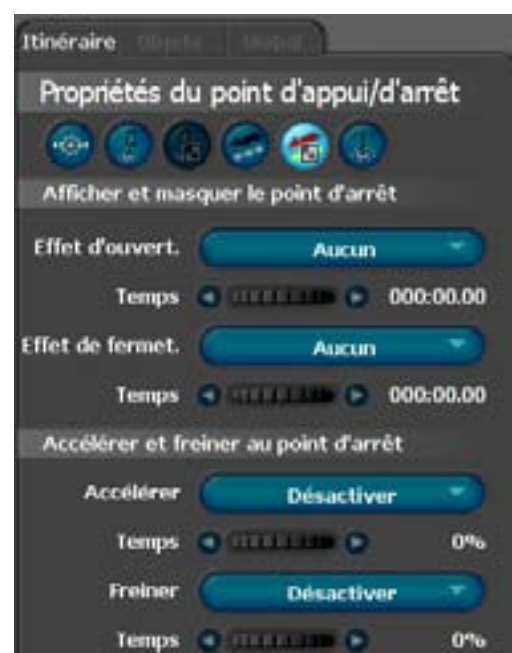 Itinéraire Objets Global
Propriétés du point d'appui/d'arrêt
Afficher et masquer le point d'arrêt
Effet d'ouvert. Aucun
Temps 000:00.00
Effet de fermet. Aucun
Temps 000:00.00
Accélérer et freiner au point d'arrêt
Accélérer Désactiver
Temps 0%
Freiner Désactiver
Temps 0%